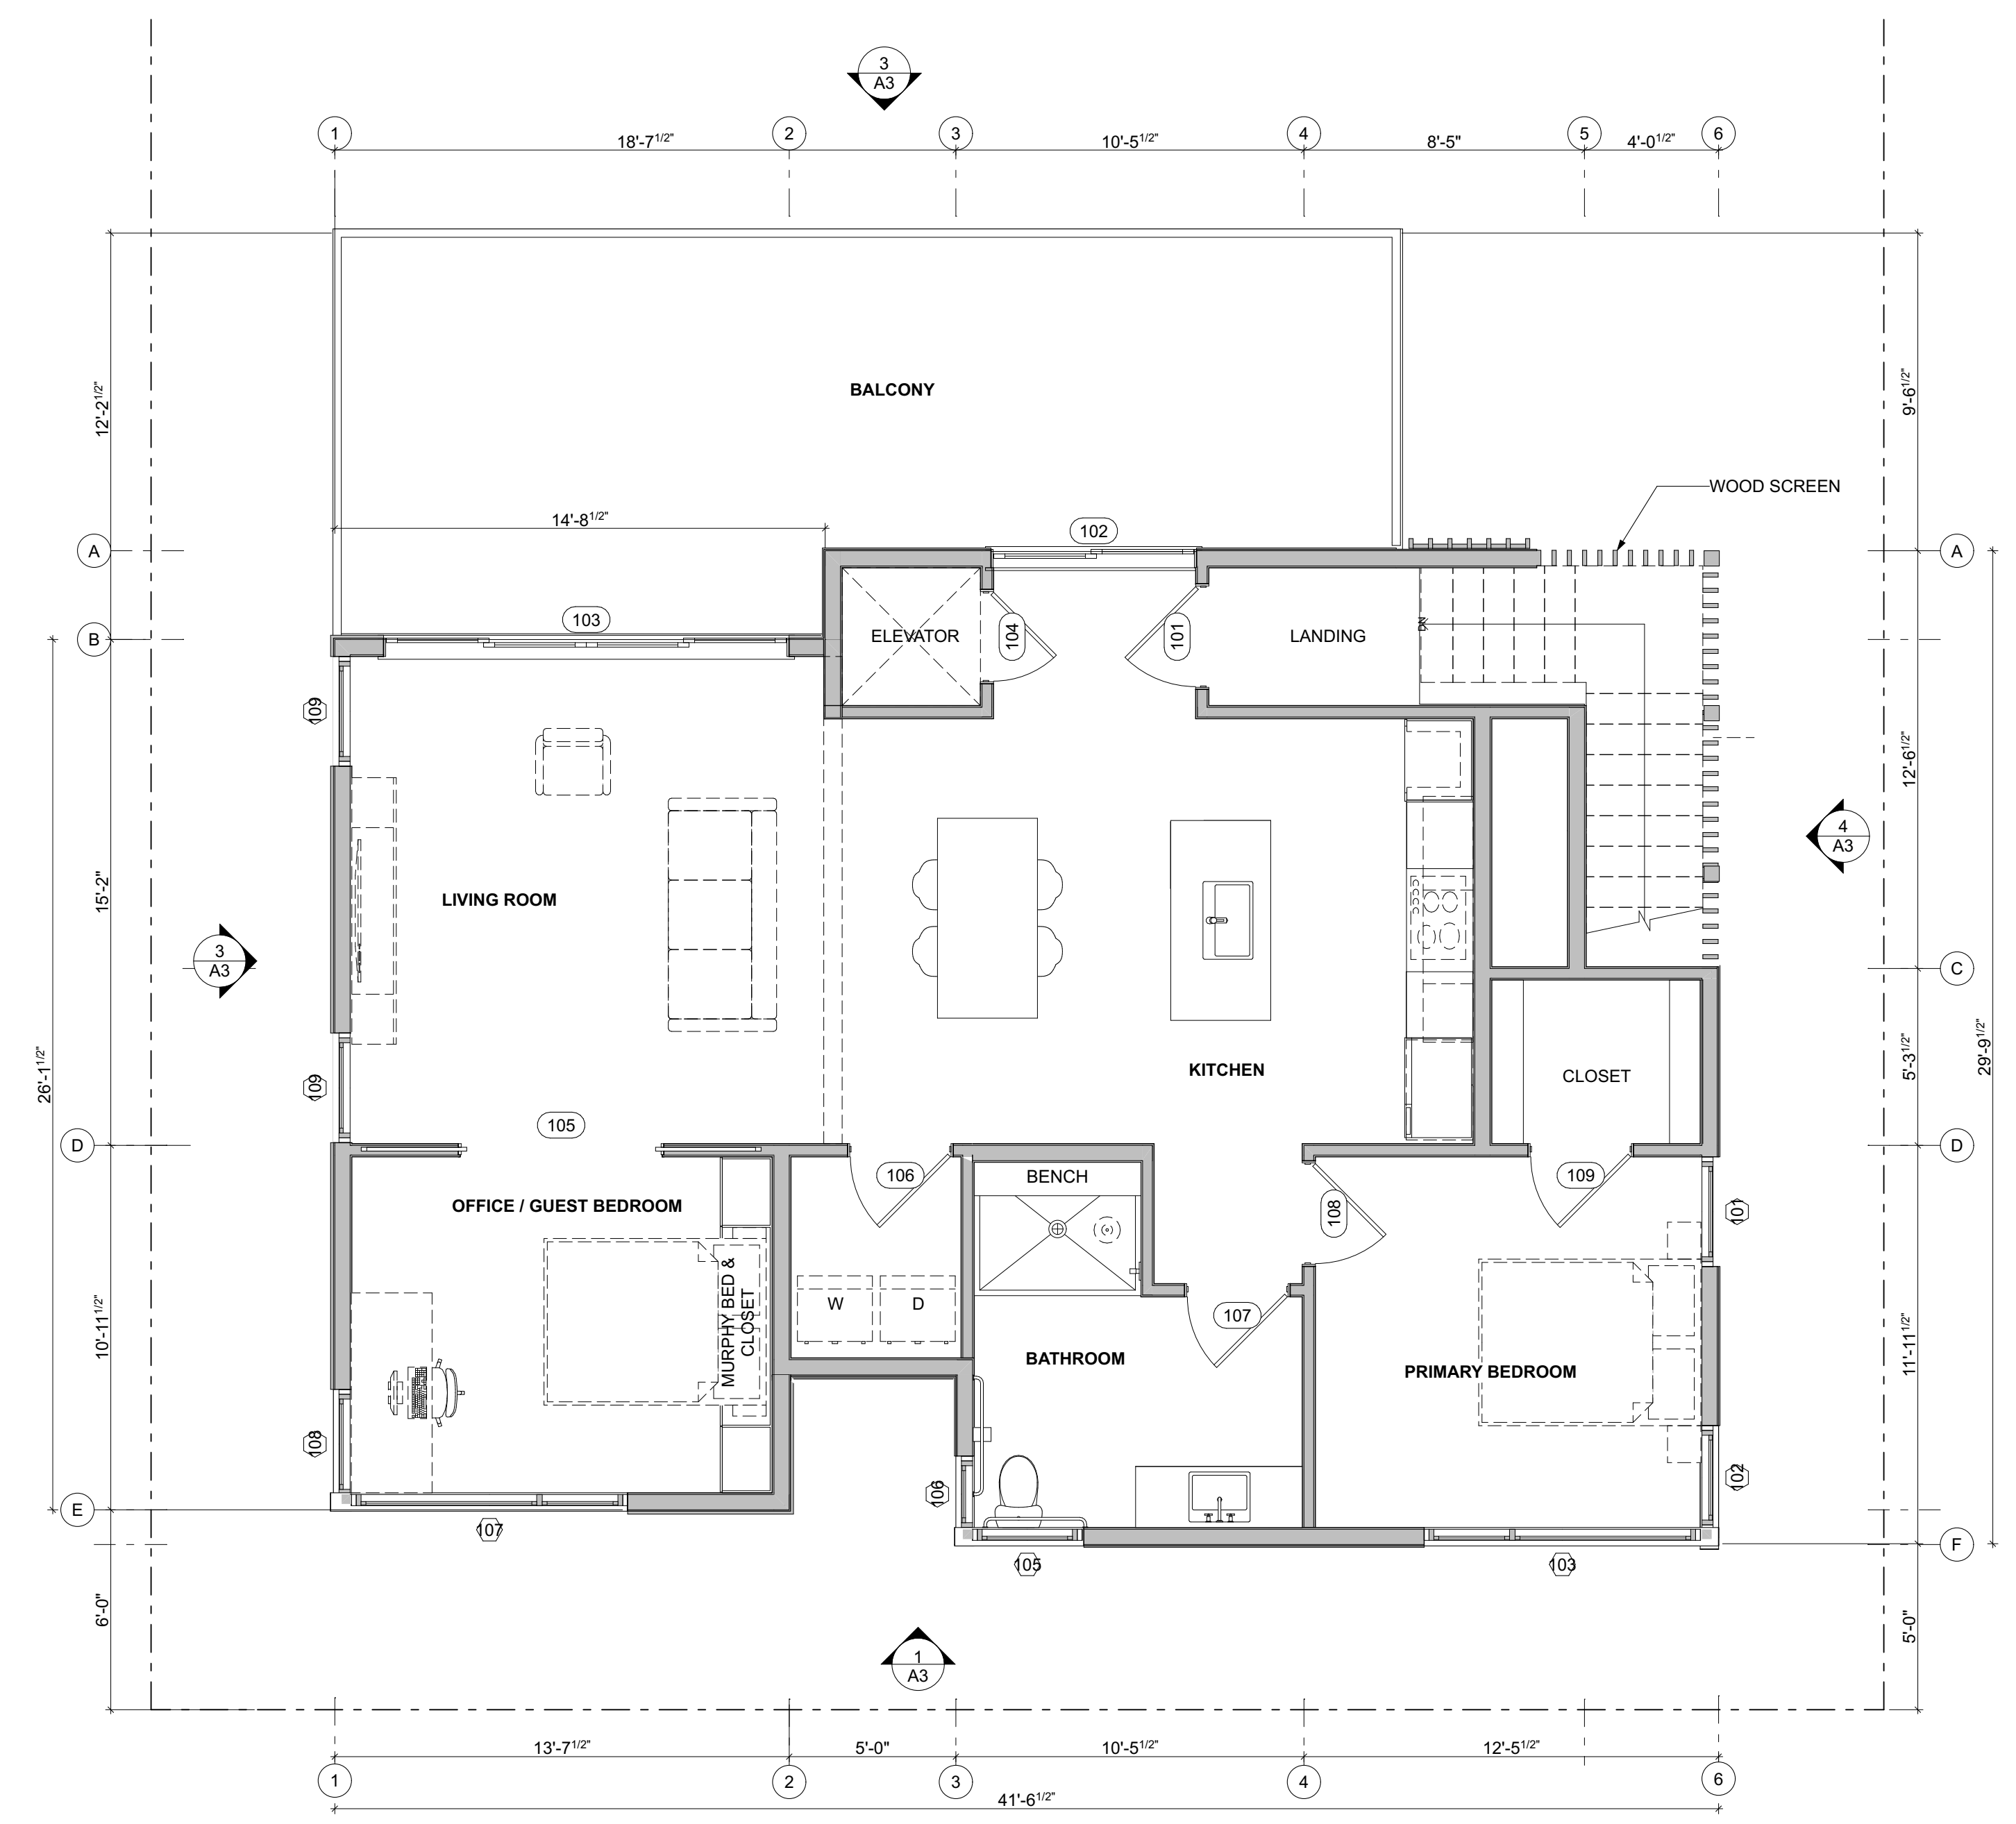 3
A3
1
2
3
4
5
6
18'-7 1/2"
10'-5 1/2"
8'-5"
4'-0 1/2"
12'-2 1/2"
9'-6 1/2"
BALCONY
WOOD SCREEN
14'-8 1/2"
102
A
A
103
B
ELEVATOR
104
101
LANDING
DN
109
12'-6 1/2"
4
A3
15'-2"
LIVING ROOM
3
A3
C
26'-1 1/2"
29'-9 1/2"
5'-3 1/2"
KITCHEN
CLOSET
109
105
D
D
106
BENCH
109
OFFICE / GUEST BEDROOM
108
101
W
D
107
MURPHY BED &
CLOSET
10'-11 1/2"
11'-11 1/2"
BATHROOM
PRIMARY BEDROOM
108
106
102
E
107
F
105
103
6'-0"
5'-0"
1
A3
13'-7 1/2"
5'-0"
10'-5 1/2"
12'-5 1/2"
1
2
3
4
6
41'-6 1/2"